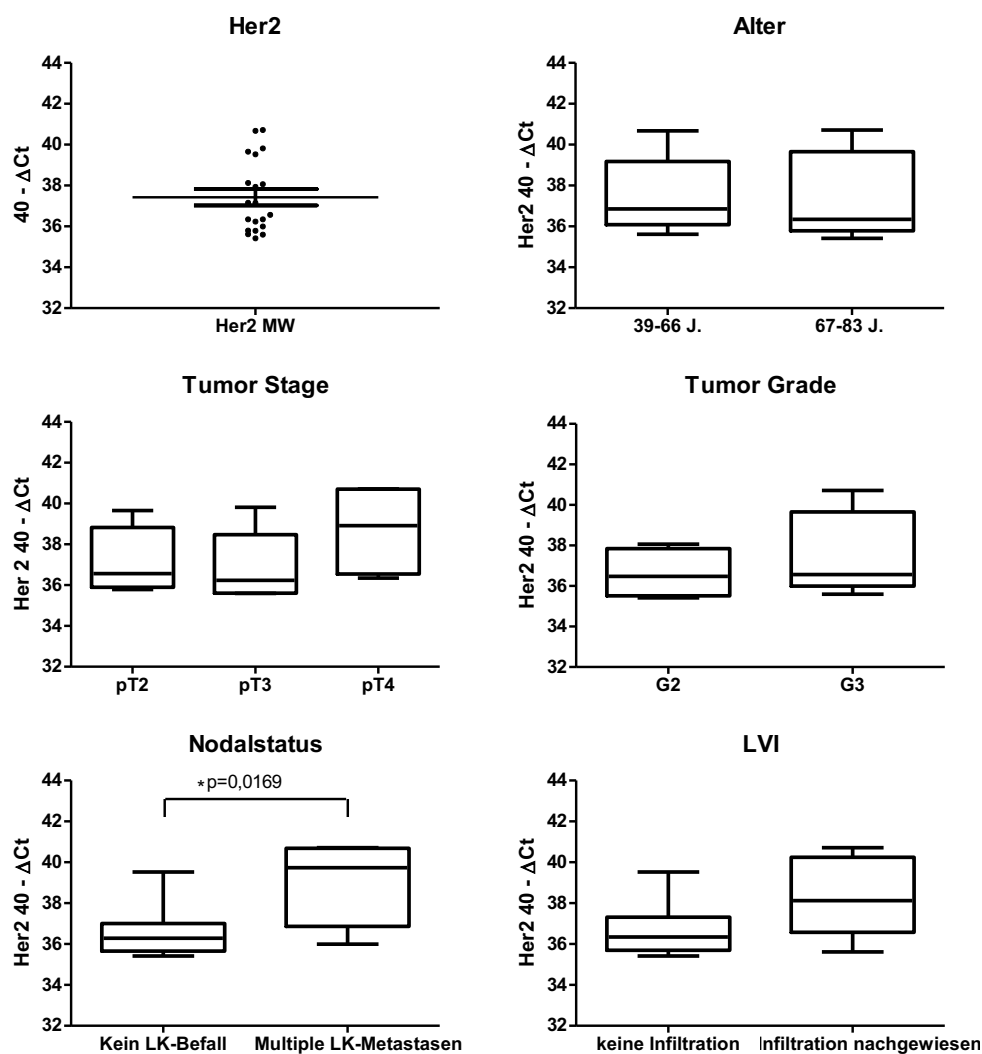 Her2
40 - ΔCt
44
42
40
38
36
34
32
Her2 MW
Alter
Her2 40 - ΔCt
44
42
40
38
36
34
32
39-66 J.
67-83 J.
Tumor Stage
Her 2 40 - ΔCt
44
42
40
38
36
34
32
pT2
pT3
pT4
Tumor Grade
Her2 40 - ΔCt
44
42
40
38
36
34
32
G2
G3
Nodalstatus
*p=0,0169
Her2 40 - ΔCt
44
42
40
38
36
34
32
Kein LK-Befall
Multiple LK-Metastasen
LVI
Her2 40 - ΔCt
44
42
40
38
36
34
32
keine Infiltration
Infiltration nachgewiesen